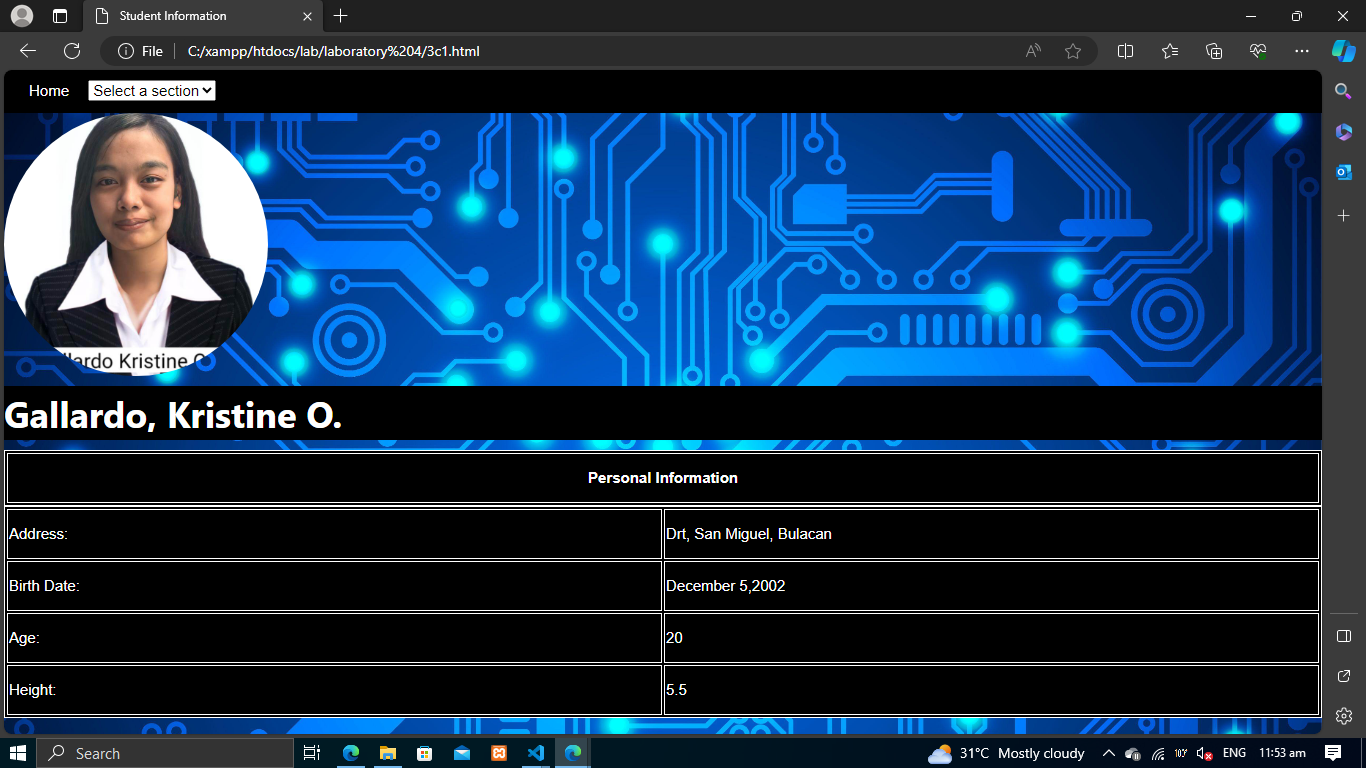 Student Information
File
C:/xampp/htdocs/lab/laboratory%204/3c1.html
Home
Select a section
Gallardo Kristine O
Gallardo, Kristine O.
Personal Information
Address:
Drt, San Miguel, Bulacan
Birth Date:
December 5,2002
Age:
20
Height:
5.5
Search
31°C Mostly cloudy
ENG
11:53 am